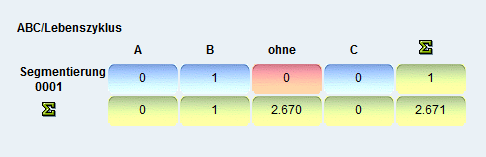 ABC/Lebenszyklus
A B ohne C Σ
Segmentierung 0 1 0 0 1
0001
Σ 0 1 2.670 0 2.671